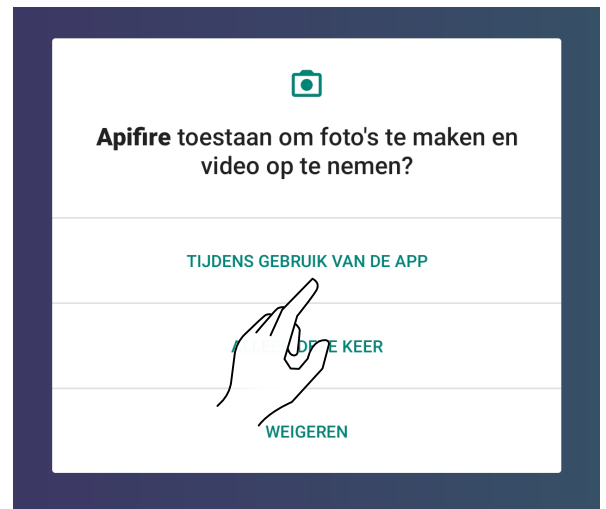 Apifire toestaan om foto's te maken en
video op te nemen?
TIJDENS GEBRUIK VAN DE APP
KEER
WEIGEREN